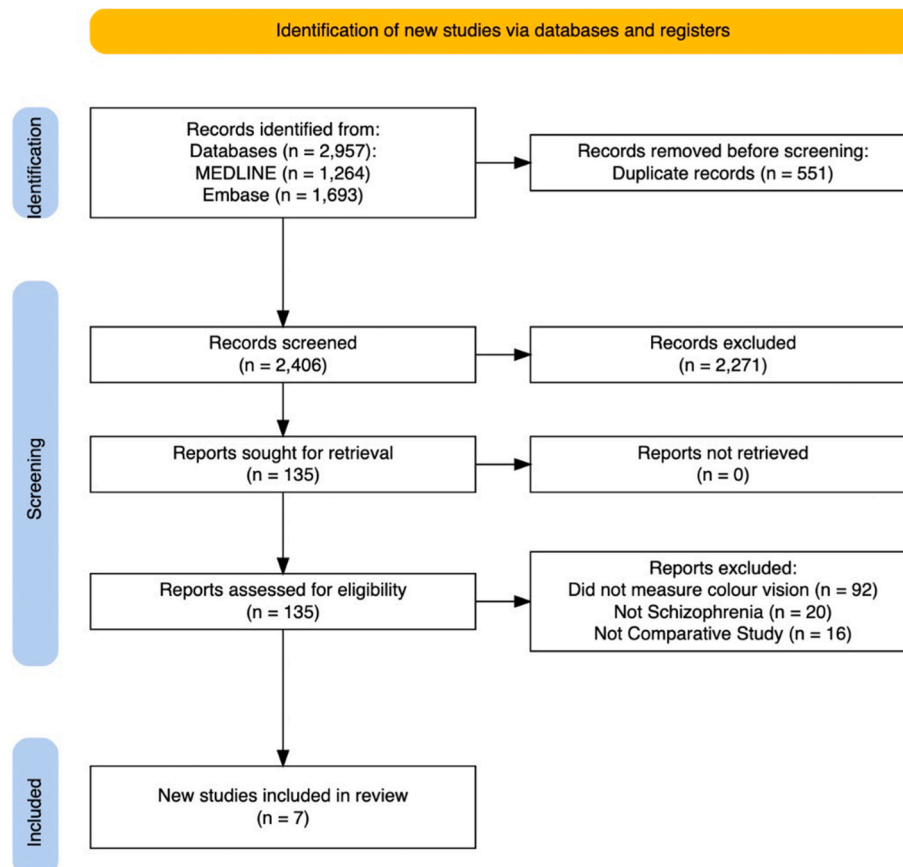 Identification of new studies via databases and registers
Identification
Records identified from:
Databases (n = 2,957):
MEDLINE (n = 1,264)
Embase (n = 1,693)
Records removed before screening:
Duplicate records (n = 551)
Screening
Records screened
(n = 2,406)
Records excluded
(n = 2,271)
Reports sought for retrieval
(n = 135)
Reports not retrieved
(n = 0)
Reports assessed for eligibility
(n = 135)
Reports excluded:
Did not measure colour vision (n = 92)
Not Schizophrenia (n = 20)
Not Comparative Study (n = 16)
Included
New studies included in review
(n = 7)